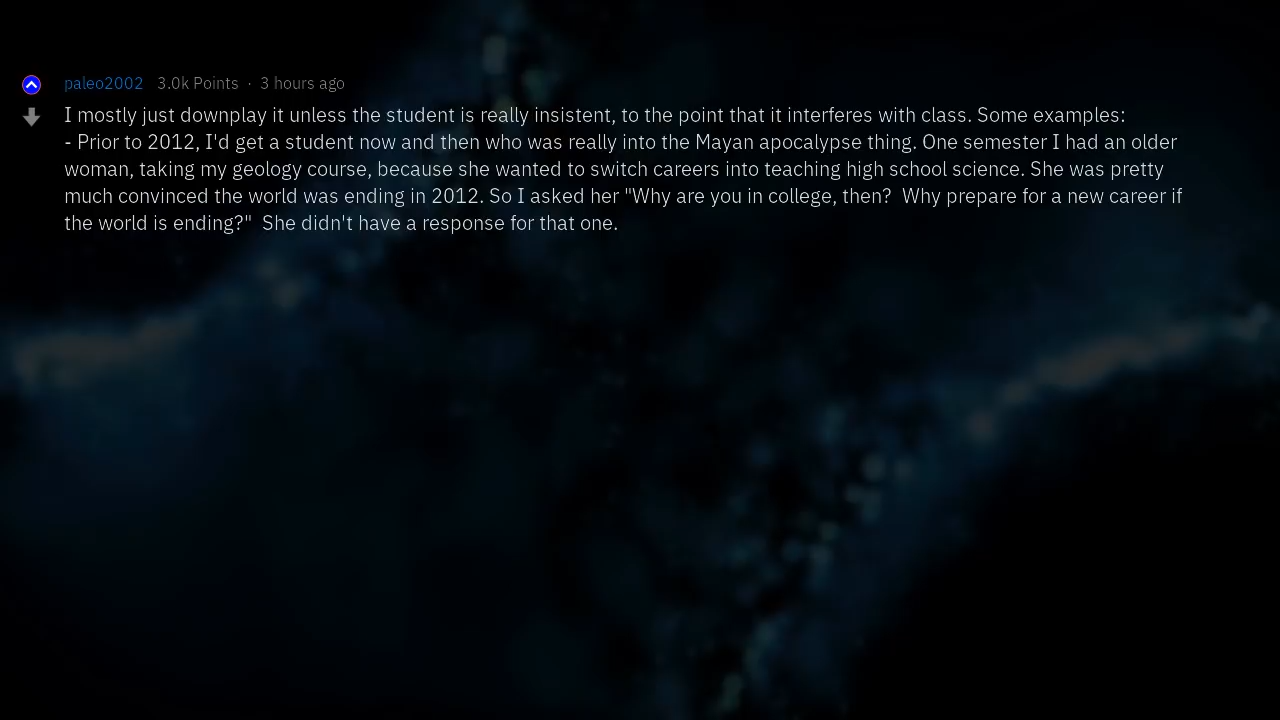 paleo2002 3.0k Points · 3 hours ago
I mostly just downplay it unless the student is really insistent, to the point that it interferes with class. Some examples:
- Prior to 2012, I'd get a student now and then who was really into the Mayan apocalypse thing. One semester I had an older
woman, taking my geology course, because she wanted to switch careers into teaching high school science. She was pretty
much convinced the world was ending in 2012. So I asked her "Why are you in college, then?  Why prepare for a new career if
the world is ending?"  She didn't have a response for that one.